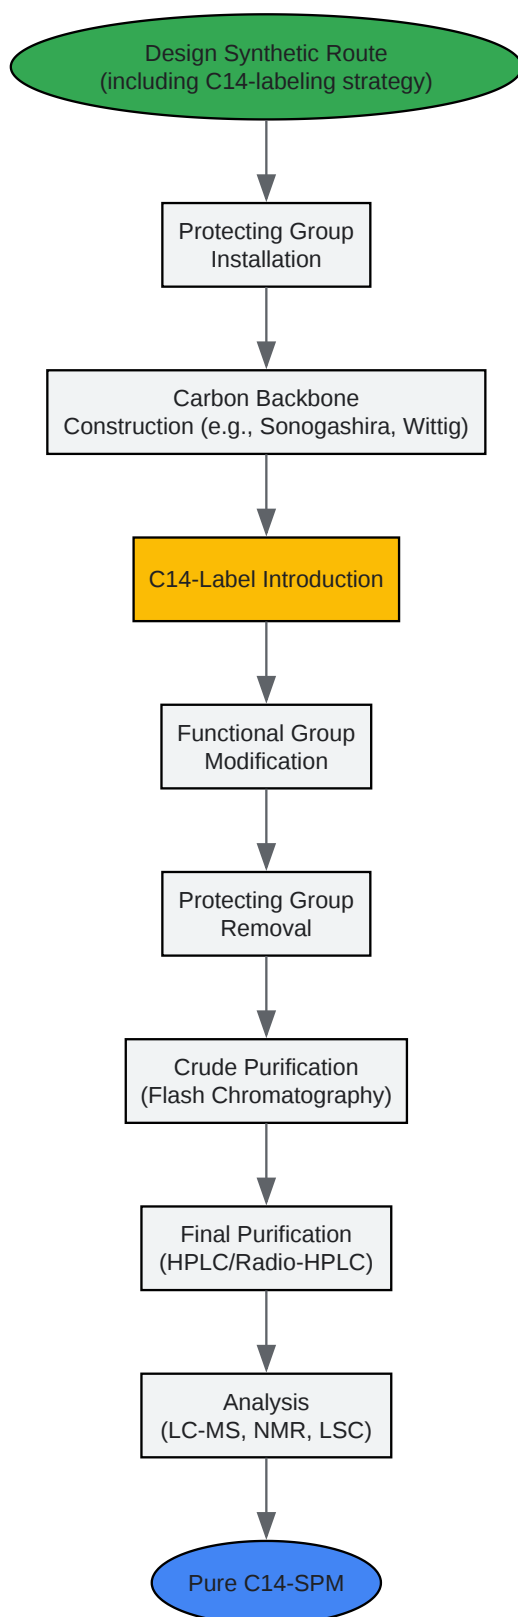 Design Synthetic Route
(including C14-labeling strategy)
Protecting Group
Installation
Carbon Backbone
Construction (e.g., Sonogashira, Wittig)
C14-Label Introduction
Functional Group
Modification
Protecting Group
Removal
Crude Purification
(Flash Chromatography)
Final Purification
(HPLC/Radio-HPLC)
Analysis
(LC-MS, NMR, LSC)
Pure C14-SPM